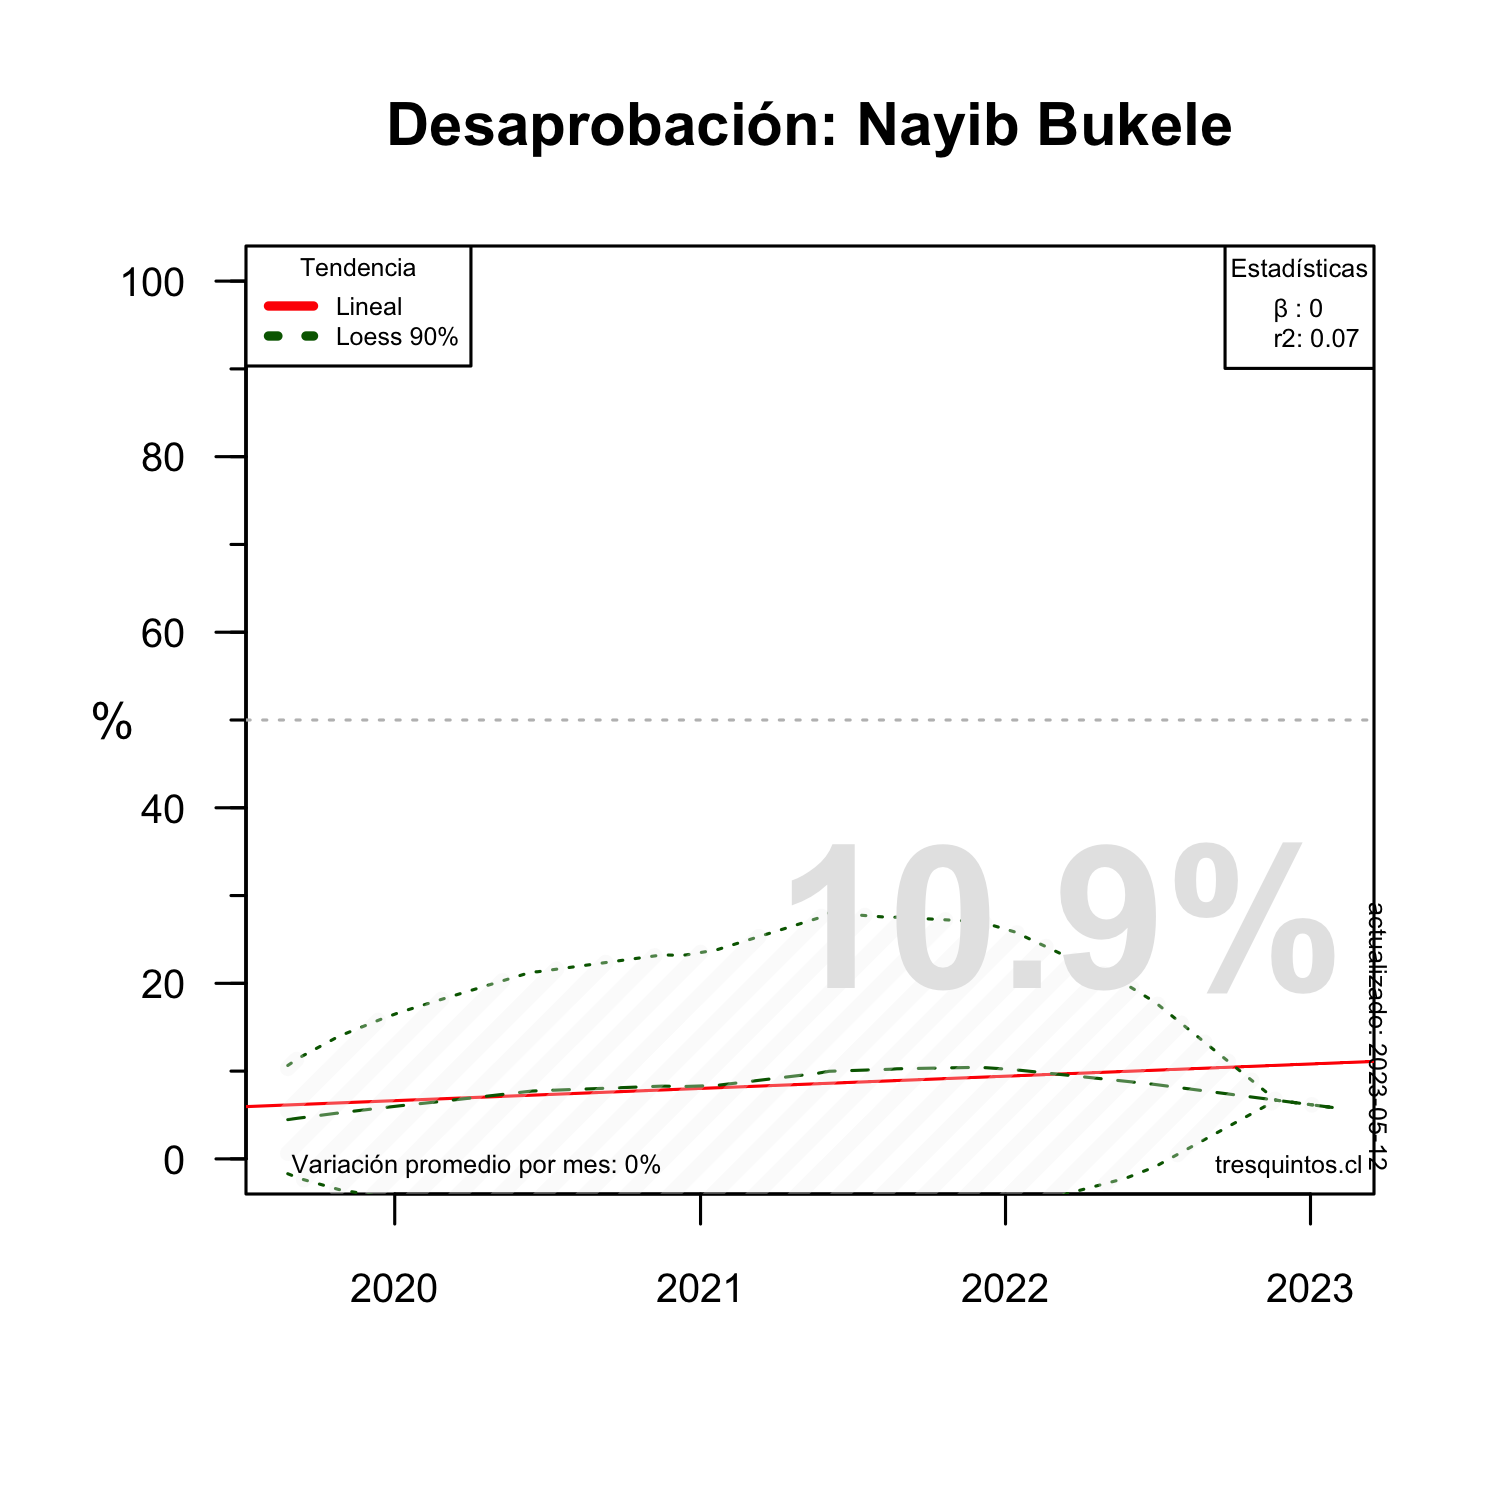 Desaprobación: Nayib Bukele
Tendencia
Lineal
Loess 90%
Estadísticas
β : 0
r2: 0.07
100
80
60
40
20
0
%
10.9%
actualizado: 2023-05-12
Variación promedio por mes: 0%
tresquintos.cl
2020
2021
2022
2023